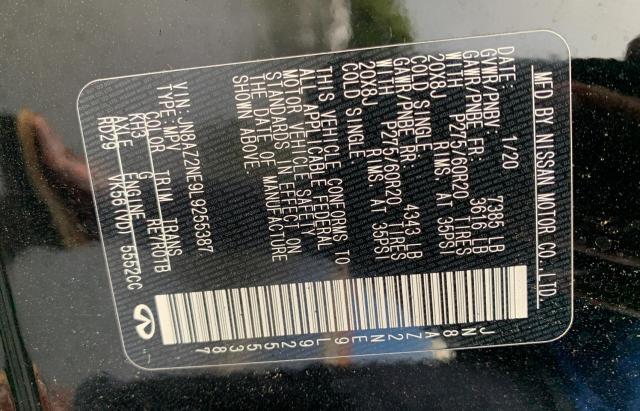 MFD BY NISSAN MOTOR CO., LTD.
DATE: 1/20
GVWR/PNBV: 7385 LB
GAWR/PNBE FR: 3616 LB
WITH P275/60R20 TIRES
20X8J RIMS AT 35PSI
COLD SINGLE
GAWR/PNBE RR: 4343 LB
WITH P275/60R20 TIRES
20X8J RIMS AT 35PSI
COLD SINGLE
THIS VEHICLE CONFORMS TO
ALL APPLICABLE FEDERAL
MOTOR VEHICLE SAFETY
STANDARDS IN EFFECT ON
THE DATE OF MANUFACTURE
SHOWN ABOVE.
V.I.N JN8AZ2NE9L9255387
TYPE MPV
COLOR TRIM TRANS
KH3 G RE7R01B
AXLE ENGINE
RD29 VK56(VD) 5552CC
JN8AZ2NE9L9255387